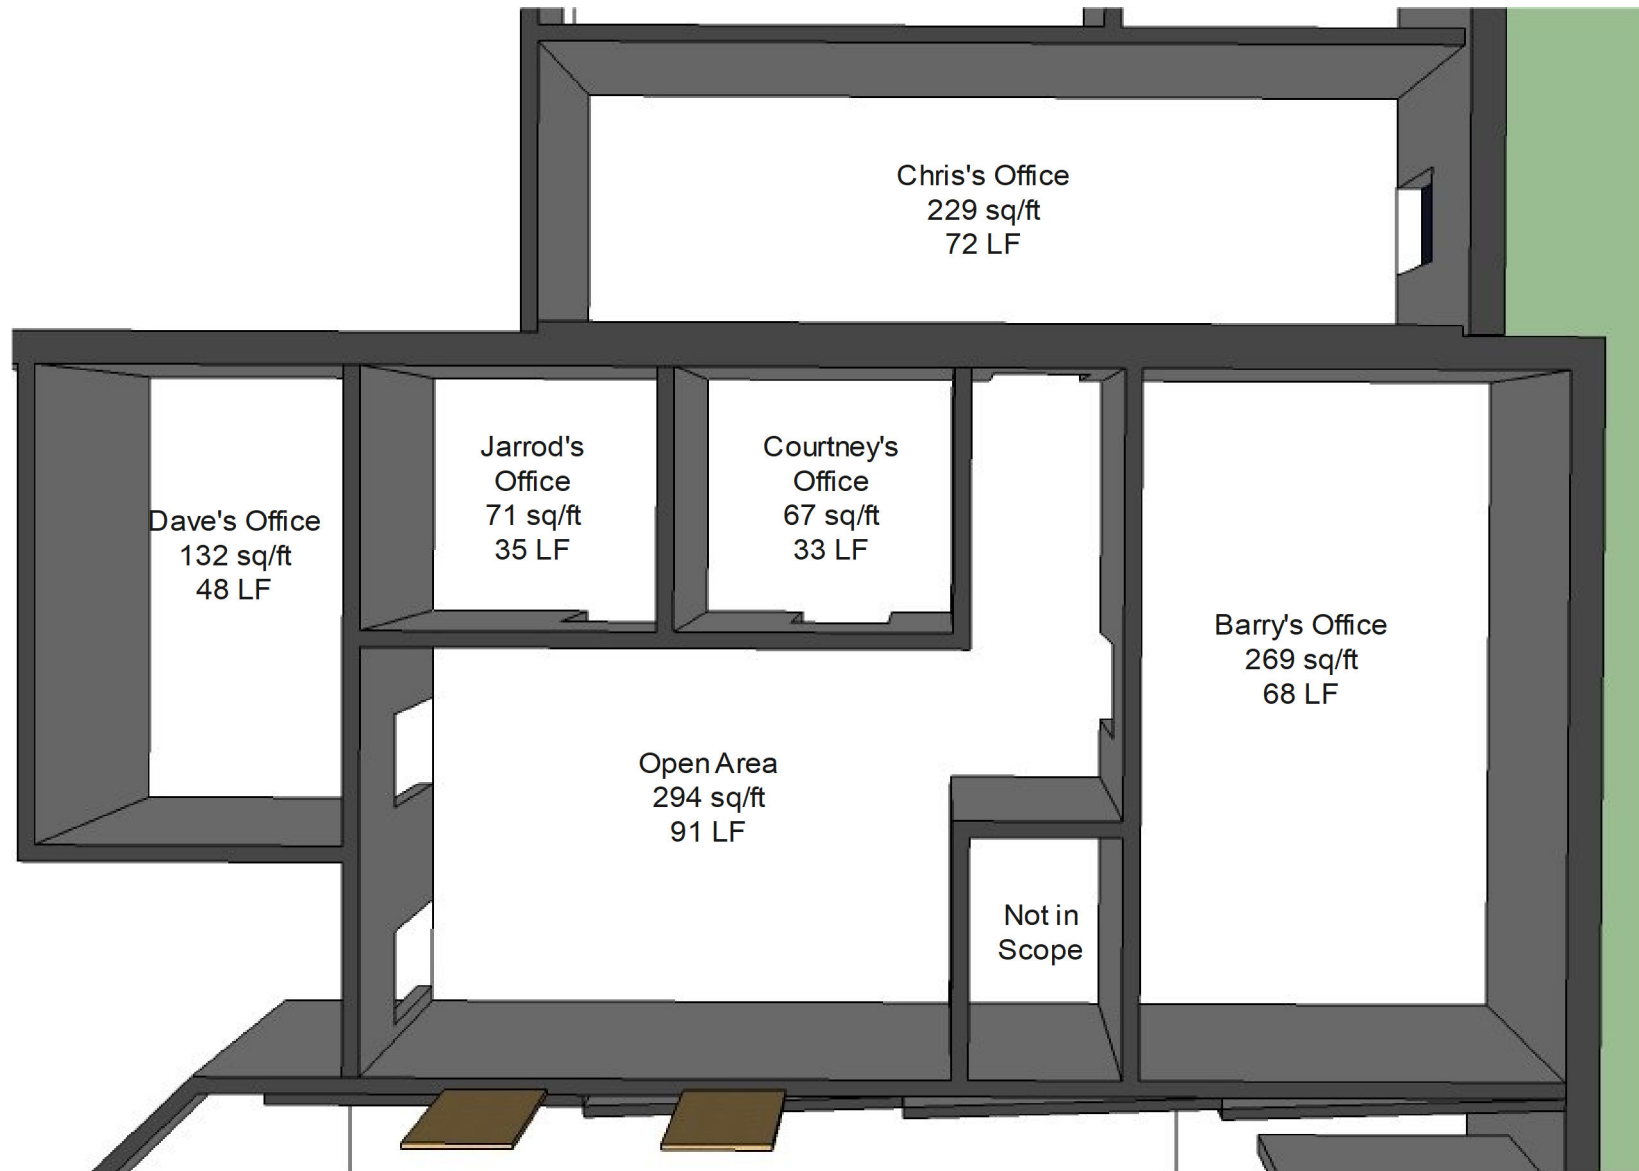 Chris's Office
229 sq/ft
72 LF
Jarrod's
Office
71 sq/ft
35 LF
Courtney's
Office
67 sq/ft
33 LF
Dave's Office
132 sq/ft
48 LF
Barry's Office
269 sq/ft
68 LF
Open Area
294 sq/ft
91 LF
Not in
Scope